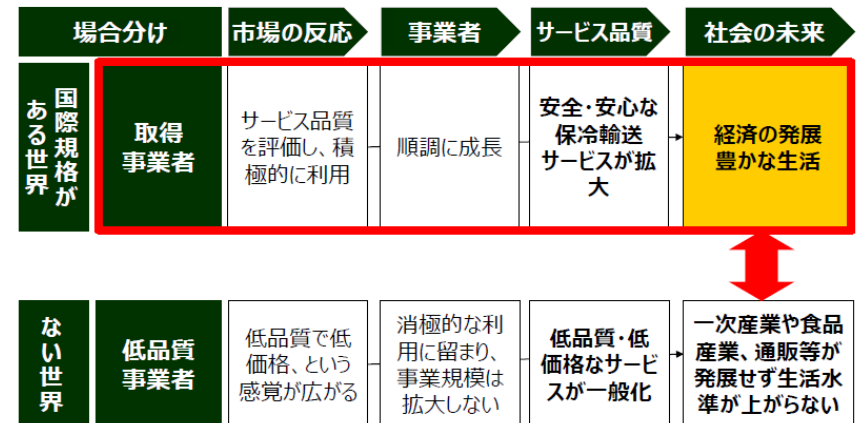 場合分け
市場の反応
事業者
サービス品質
社会の未来
国際規格が
ある世界
取得
事業者
サービス品質
を評価し、積
極的に利用
順調に成長
安全・安心な
保冷輸送
サービスが拡
大
経済の発展
豊かな生活
ない世界
低品質
事業者
低品質で低
価格、という
感覚が広がる
消極的な利
用に留まり、
事業規模は
拡大しない
低品質・低
価格なサービ
スが一般化
一次産業や食品
産業、通販等が
発展せず生活水
準が上がらない